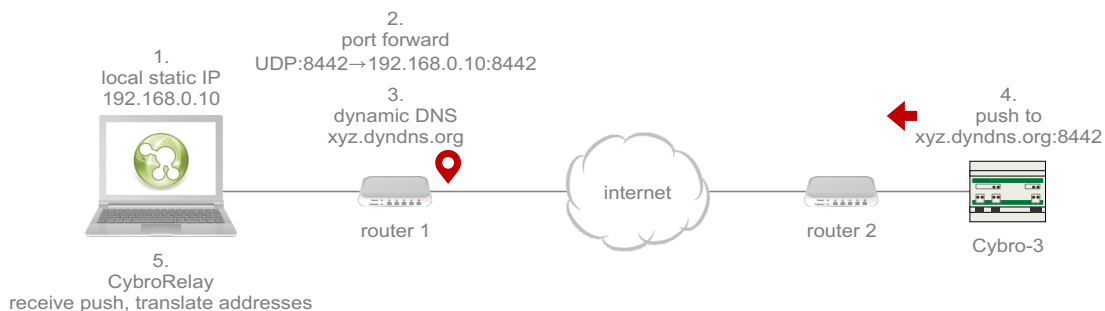 1.
local static IP
192.168.0.10
2.
port forward
UDP:8442→192.168.0.10:8442
3.
dynamic DNS
xyz.dyndns.org
4.
push to
xyz.dyndns.org:8442
internet
router 1
router 2
Cybro-3
5.
CybroRelay
receive push, translate addresses